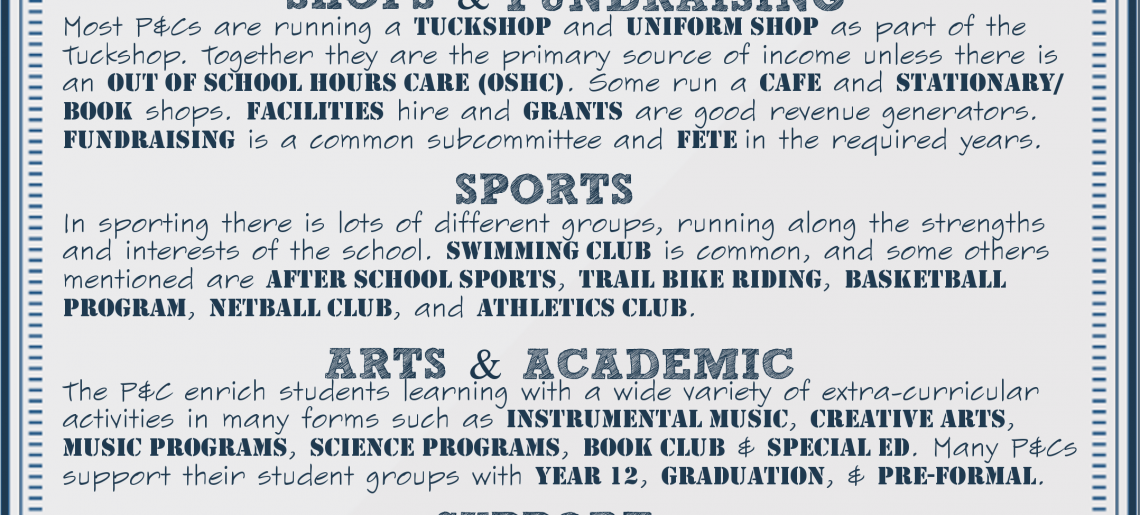 SHOPS & FUNDRAISING
Most P&Cs are running a TUCKSHOP and UNIFORM SHOP as part of the
Tuckshop. Together they are the primary source of income unless there is
an OUT OF SCHOOL HOURS CARE (OSHC). Some run a CAFE and STATIONARY/
BOOK shops. FACILITIES hire and GRANTS are good revenue generators.
FUNDRAISING is a common subcommittee and FETE in the required years.
SPORTS
In sporting there is lots of different groups, running along the strengths
and interests of the school. SWIMMING CLUB is common, and some others
mentioned are AFTER SCHOOL SPORTS, TRAIL BIKE RIDING, BASKETBALL
PROGRAM, NETBALL CLUB, and ATHLETICS CLUB.
ARTS & ACADEMIC
The P&C enrich students learning with a wide variety of extra-curricular
activities in many forms such as INSTRUMENTAL MUSIC, CREATIVE ARTS,
MUSIC PROGRAMS, SCIENCE PROGRAMS, BOOK CLUB & SPECIAL ED. Many P&Cs
support their student groups with YEAR 12, GRADUATION, & PRE-FORMAL.